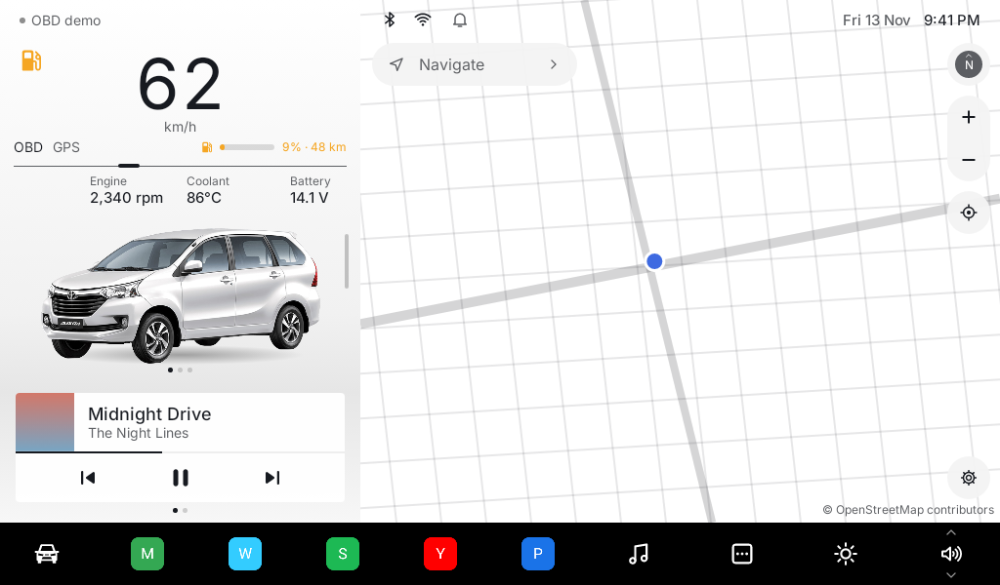 OBD demo
62
km/h
OBD GPS
9% · 48 km
Engine
2,340 rpm
Coolant
86°C
Battery
14.1 V
Midnight Drive
The Night Lines
Navigate
Fri 13 Nov 9:41 PM
N
+
−
© OpenStreetMap contributors
M
W
S
Y
P